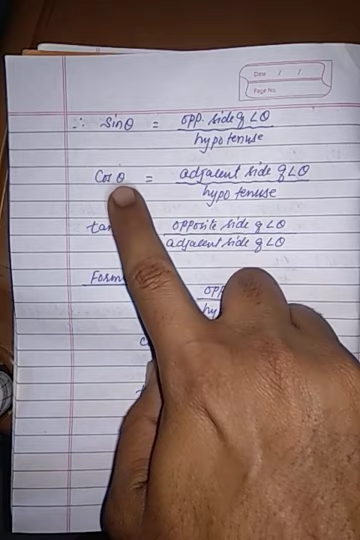 Date / /
Page No.
∴ Sinθ = opp. side of ∠θ / hypotenuse
Cosθ = adjacent side of ∠θ / hypotenuse
tan opposite side of ∠θ / adjacent side of ∠θ